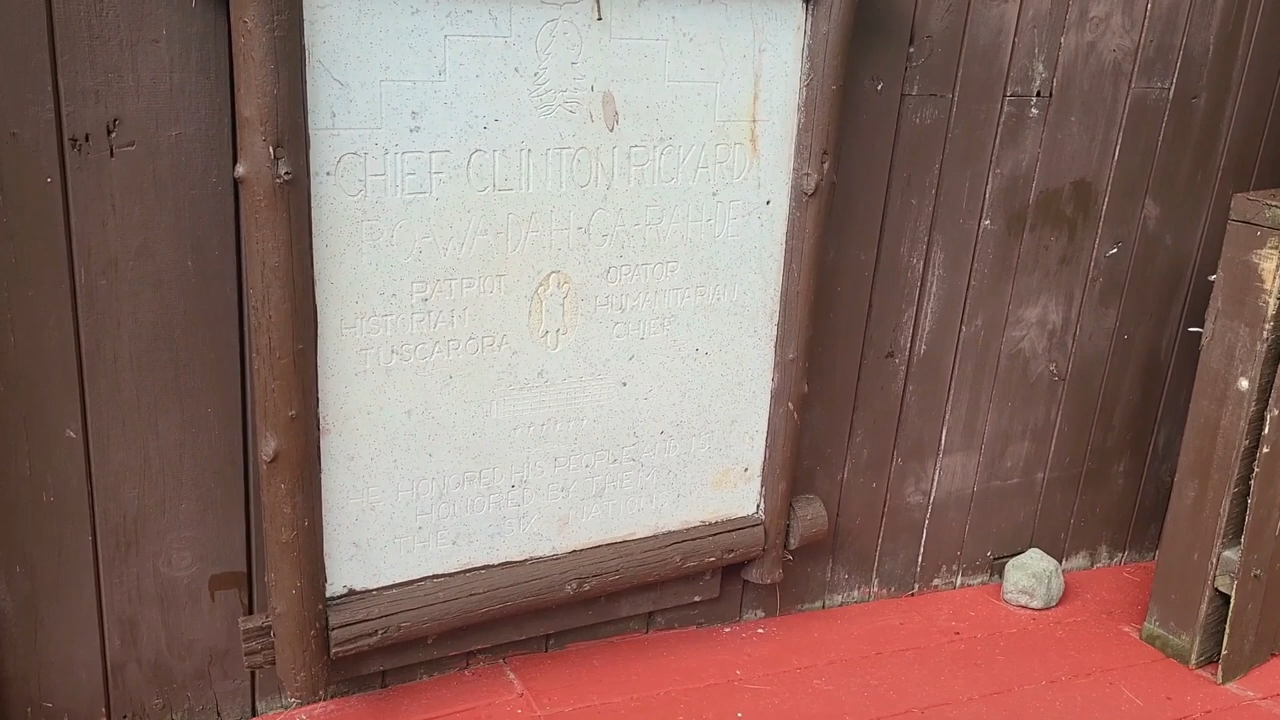 CHIEF CLINTON RICKARD
RO-WA-DAH-GA-RAH-DE
PATRIOT
HISTORIAN
TUSCARORA
ORATOR
HUMANITARIAN
CHIEF
HE HONORED HIS PEOPLE AND IS
HONORED BY THEM
THE SIX NATIONS